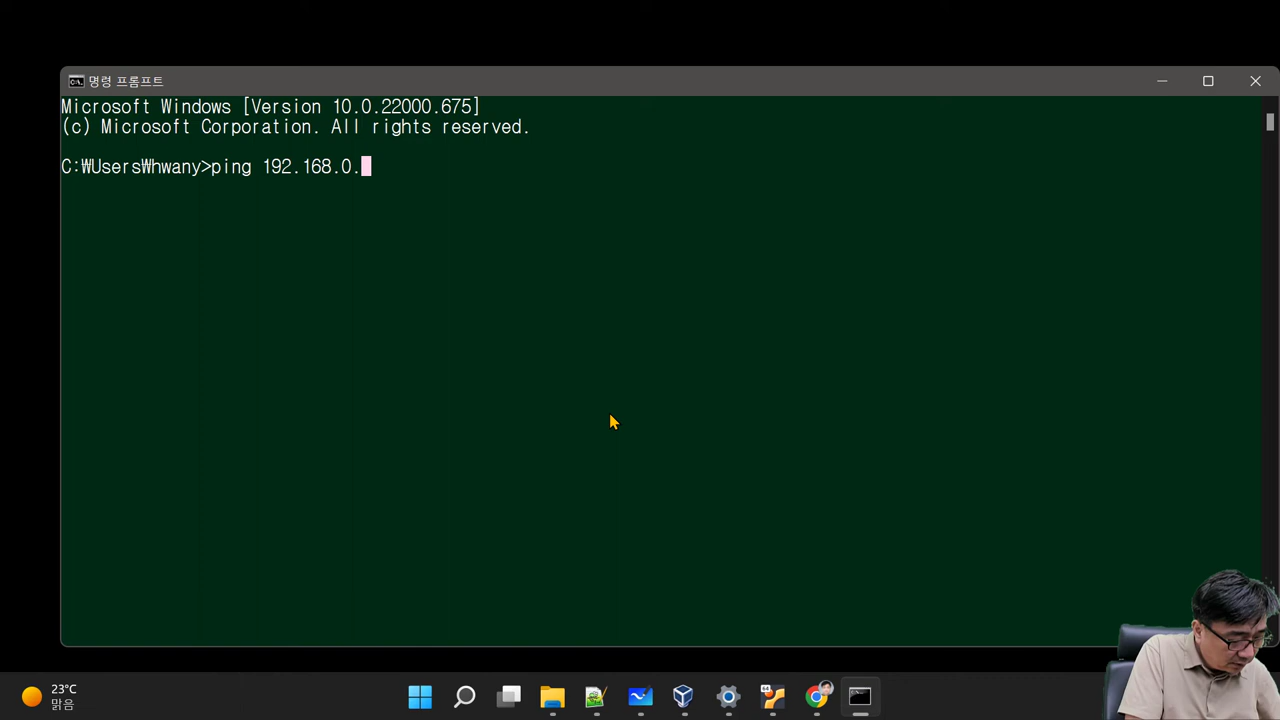 명령 프롬프트
Microsoft Windows [Version 10.0.22000.675]
(c) Microsoft Corporation. All rights reserved.
C:₩Users₩hwany>ping 192.168.0.
23°C
맑음